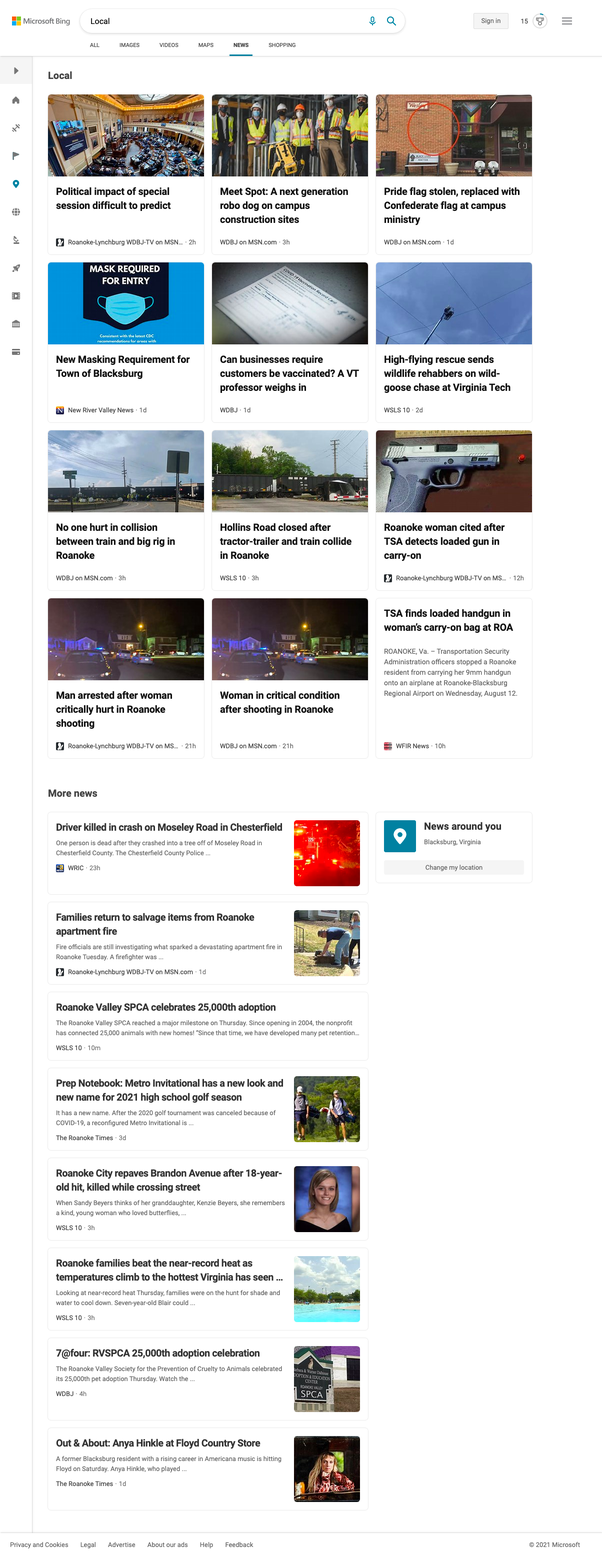 Microsoft Bing
Local
Sign in
15
ALL
IMAGES
VIDEOS
MAPS
NEWS
SHOPPING
Local
Political impact of special
session difficult to predict
Roanoke-Lynchburg WDBJ-TV on MSN... · 2h
Meet Spot: A next generation
robo dog on campus
construction sites
WDBJ on MSN.com · 3h
Pride flag stolen, replaced with
Confederate flag at campus
ministry
WDBJ on MSN.com · 1d
MASK REQUIRED
FOR ENTRY
Consistent with the latest CDC
recommendations for areas with
New Masking Requirement for
Town of Blacksburg
New River Valley News · 1d
Can businesses require
customers be vaccinated? A VT
professor weighs in
WDBJ · 1d
High-flying rescue sends
wildlife rehabbers on wild-
goose chase at Virginia Tech
WSLS 10 · 2d
No one hurt in collision
between train and big rig in
Roanoke
WDBJ on MSN.com · 3h
Hollins Road closed after
tractor-trailer and train collide
in Roanoke
WSLS 10 · 3h
Roanoke woman cited after
TSA detects loaded gun in
carry-on
Roanoke-Lynchburg WDBJ-TV on MS... · 12h
Man arrested after woman
critically hurt in Roanoke
shooting
Roanoke-Lynchburg WDBJ-TV on MS... · 21h
Woman in critical condition
after shooting in Roanoke
WDBJ on MSN.com · 21h
TSA finds loaded handgun in
woman's carry-on bag at ROA
ROANOKE, Va. – Transportation Security
Administration officers stopped a Roanoke
resident from carrying her 9mm handgun
onto an airplane at Roanoke-Blacksburg
Regional Airport on Wednesday, August 12.
WFIR News · 10h
More news
Driver killed in crash on Moseley Road in Chesterfield
One person is dead after they crashed into a tree off of Moseley Road in
Chesterfield County. The Chesterfield County Police ...
WRIC · 23h
News around you
Blacksburg, Virginia
Change my location
Families return to salvage items from Roanoke
apartment fire
Fire officials are still investigating what sparked a devastating apartment fire in
Roanoke Tuesday. A firefighter was ...
Roanoke-Lynchburg WDBJ-TV on MSN.com · 1d
Roanoke Valley SPCA celebrates 25,000th adoption
The Roanoke Valley SPCA reached a major milestone on Thursday. Since opening in 2004, the nonprofit
has connected 25,000 animals with new homes! "Since that time, we have developed many pet retention...
WSLS 10 · 10m
Prep Notebook: Metro Invitational has a new look and
new name for 2021 high school golf season
It has a new name. After the 2020 golf tournament was canceled because of
COVID-19, a reconfigured Metro Invitational is ...
The Roanoke Times · 3d
Roanoke City repaves Brandon Avenue after 18-year-
old hit, killed while crossing street
When Sandy Beyers thinks of her granddaughter, Kenzie Beyers, she remembers
a kind, young woman who loved butterflies, ...
WSLS 10 · 3h
Roanoke families beat the near-record heat as
temperatures climb to the hottest Virginia has seen ...
Looking at near-record heat Thursday, families were on the hunt for shade and
water to cool down. Seven-year-old Blair could ...
WSLS 10 · 3h
7@four: RVSPCA 25,000th adoption celebration
The Roanoke Valley Society for the Prevention of Cruelty to Animals celebrated
its 25,000th pet adoption Thursday. Watch the ...
WDBJ · 4h
SPCA
Out & About: Anya Hinkle at Floyd Country Store
A former Blacksburg resident with a rising career in Americana music is hitting
Floyd on Saturday. Anya Hinkle, who played ...
The Roanoke Times · 1d
Privacy and Cookies
Legal
Advertise
About our ads
Help
Feedback
© 2021 Microsoft